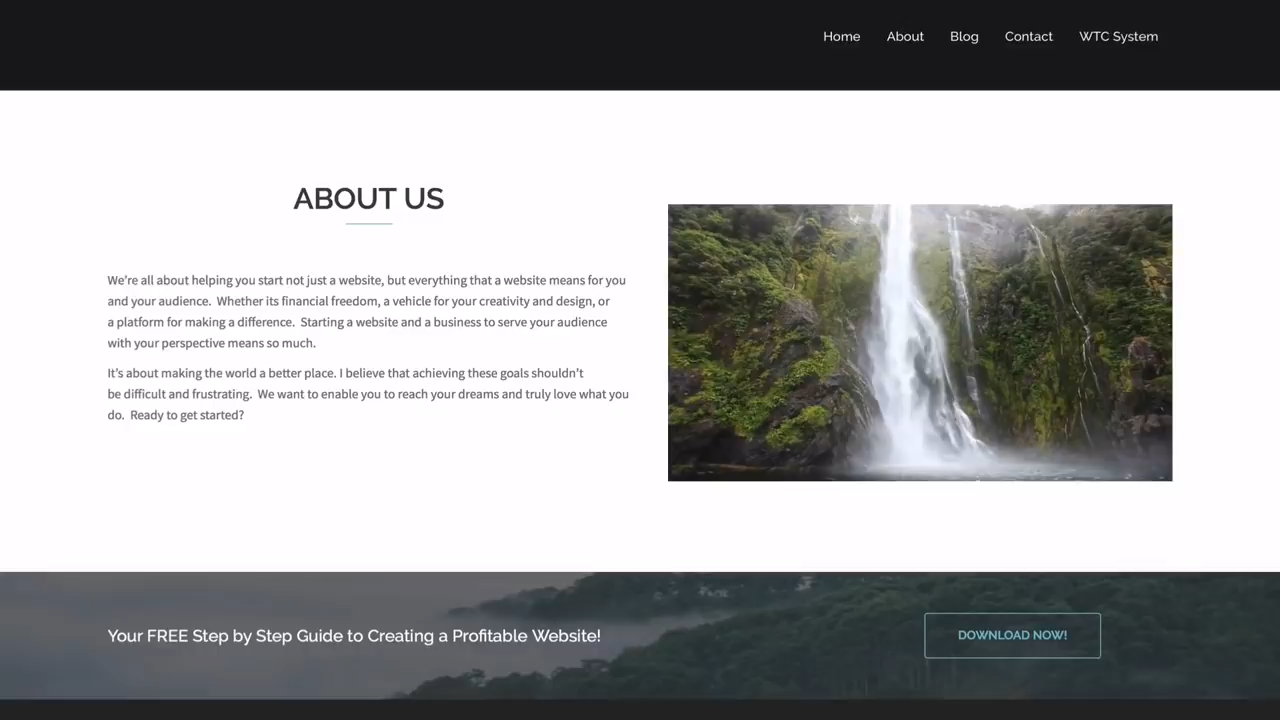 Home About Blog Contact WTC System
ABOUT US
We're all about helping you start not just a website, but everything that a website means for you
and your audience.  Whether its financial freedom, a vehicle for your creativity and design, or
a platform for making a difference.  Starting a website and a business to serve your audience
with your perspective means so much.
It's about making the world a better place. I believe that achieving these goals shouldn't
be difficult and frustrating.  We want to enable you to reach your dreams and truly love what you
do.  Ready to get started?
Your FREE Step by Step Guide to Creating a Profitable Website!
DOWNLOAD NOW!